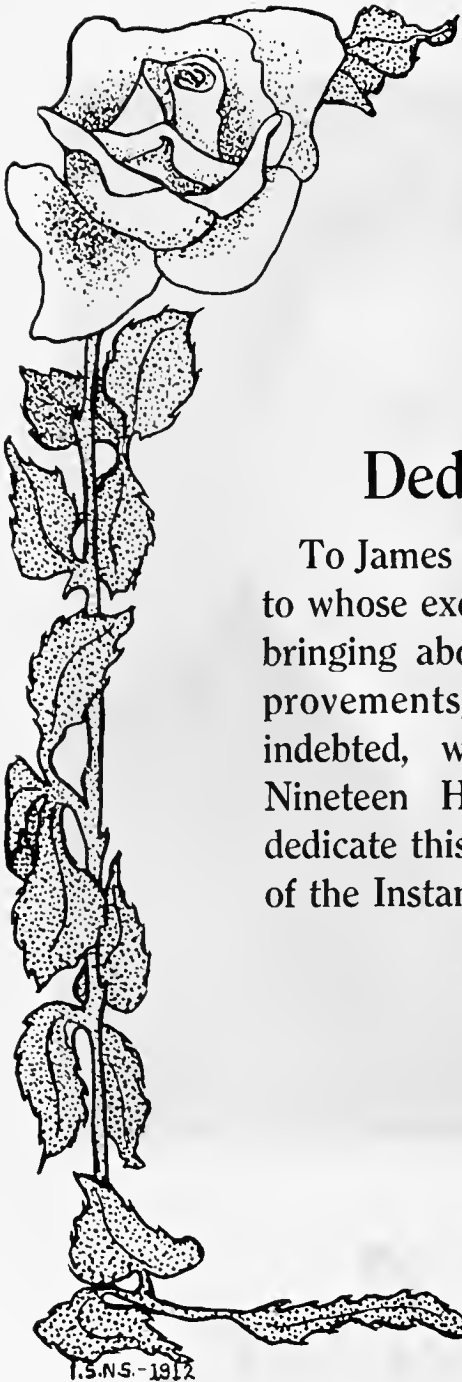 Ded
To James
to whose exe
bringing abo
provements,
indebted, w
Nineteen H
dedicate this
of the Instan
I.S.N.S.-1912